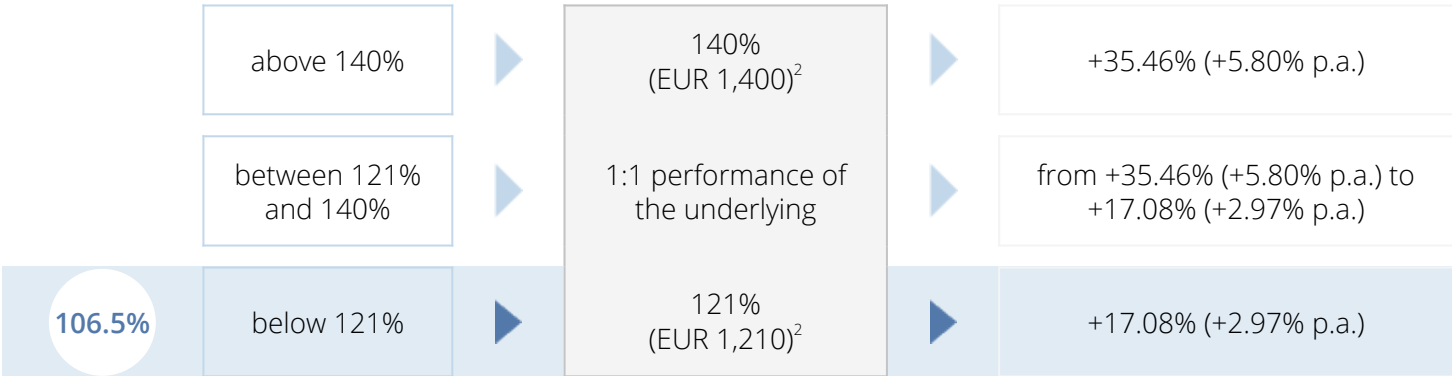 above 140%
140%
(EUR 1,400)²
+35.46% (+5.80% p.a.)
between 121%
and 140%
1:1 performance of
the underlying
from +35.46% (+5.80% p.a.) to
+17.08% (+2.97% p.a.)
106.5%
below 121%
121%
(EUR 1,210)²
+17.08% (+2.97% p.a.)